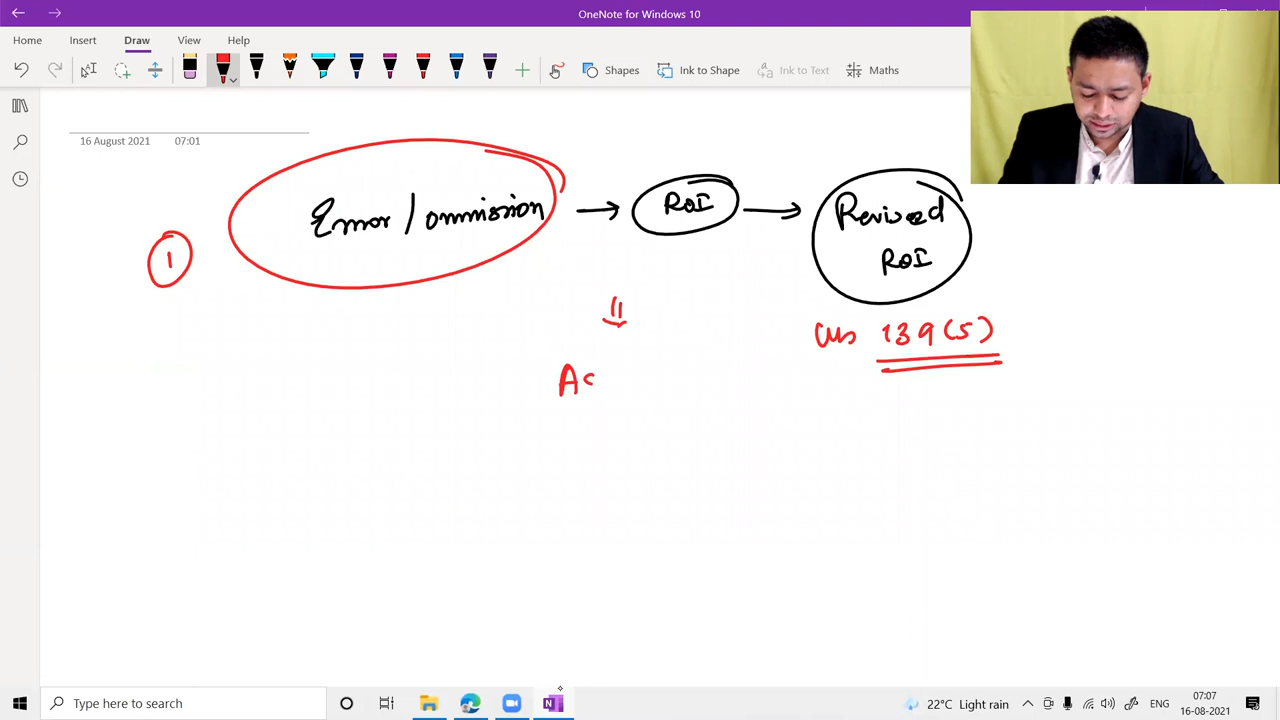 OneNote for Windows 10
Home Insert Draw View Help
Shapes Ink to Shape Ink to Text Maths
16 August 2021 07:01
Error / ommission → ROI → Revised
ROI
①
u/s 139(5)
Ac
Type here to search
22°C Light rain ENG 07:07
16-08-2021